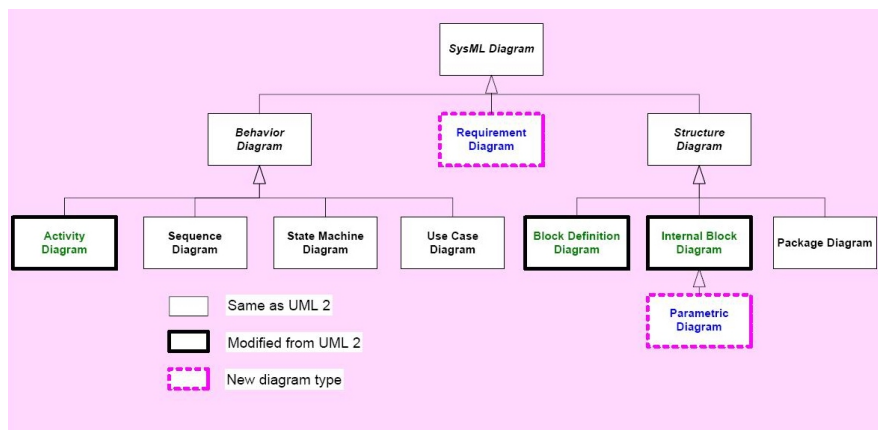 SysML Diagram
Behavior
Diagram
Requirement
Diagram
Structure
Diagram
Activity
Diagram
Sequence
Diagram
State Machine
Diagram
Use Case
Diagram
Block Definition
Diagram
Internal Block
Diagram
Package Diagram
Parametric
Diagram
Same as UML 2
Modified from UML 2
New diagram type